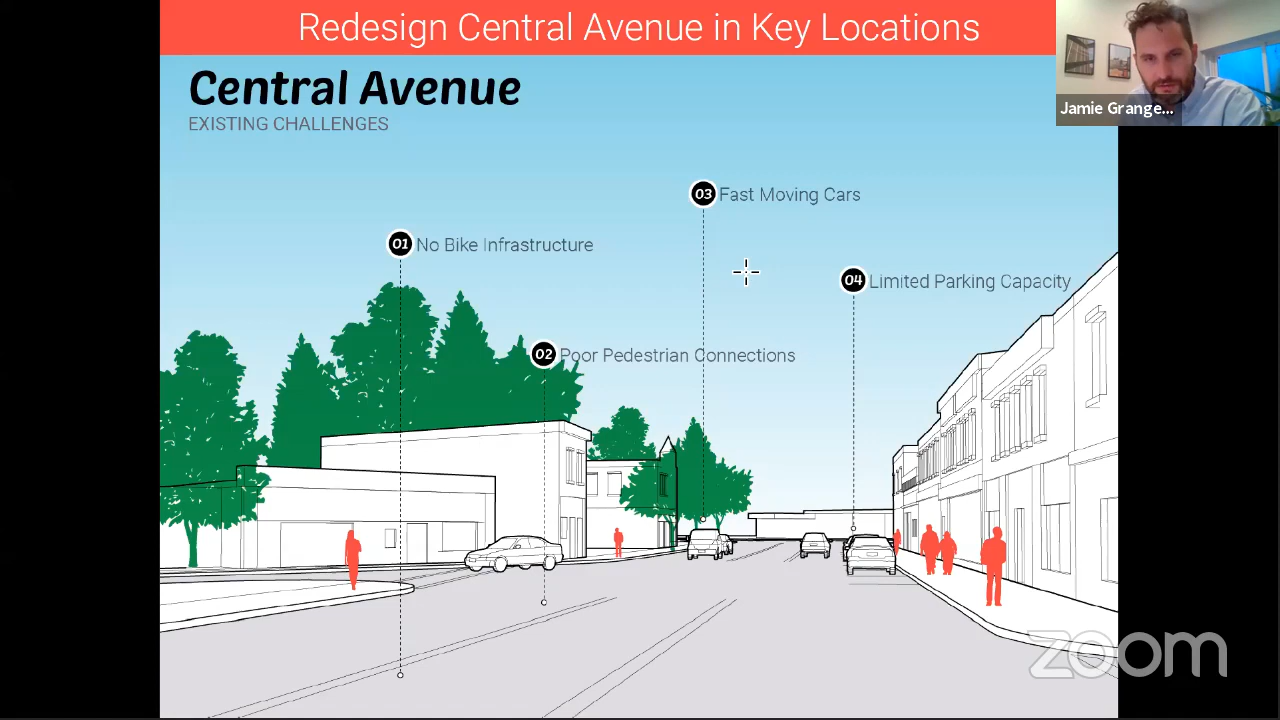 Redesign Central Avenue in Key Locations
Jamie Grange...
Central Avenue
EXISTING CHALLENGES
03 Fast Moving Cars
01 No Bike Infrastructure
04 Limited Parking Capacity
02 Poor Pedestrian Connections
zoom